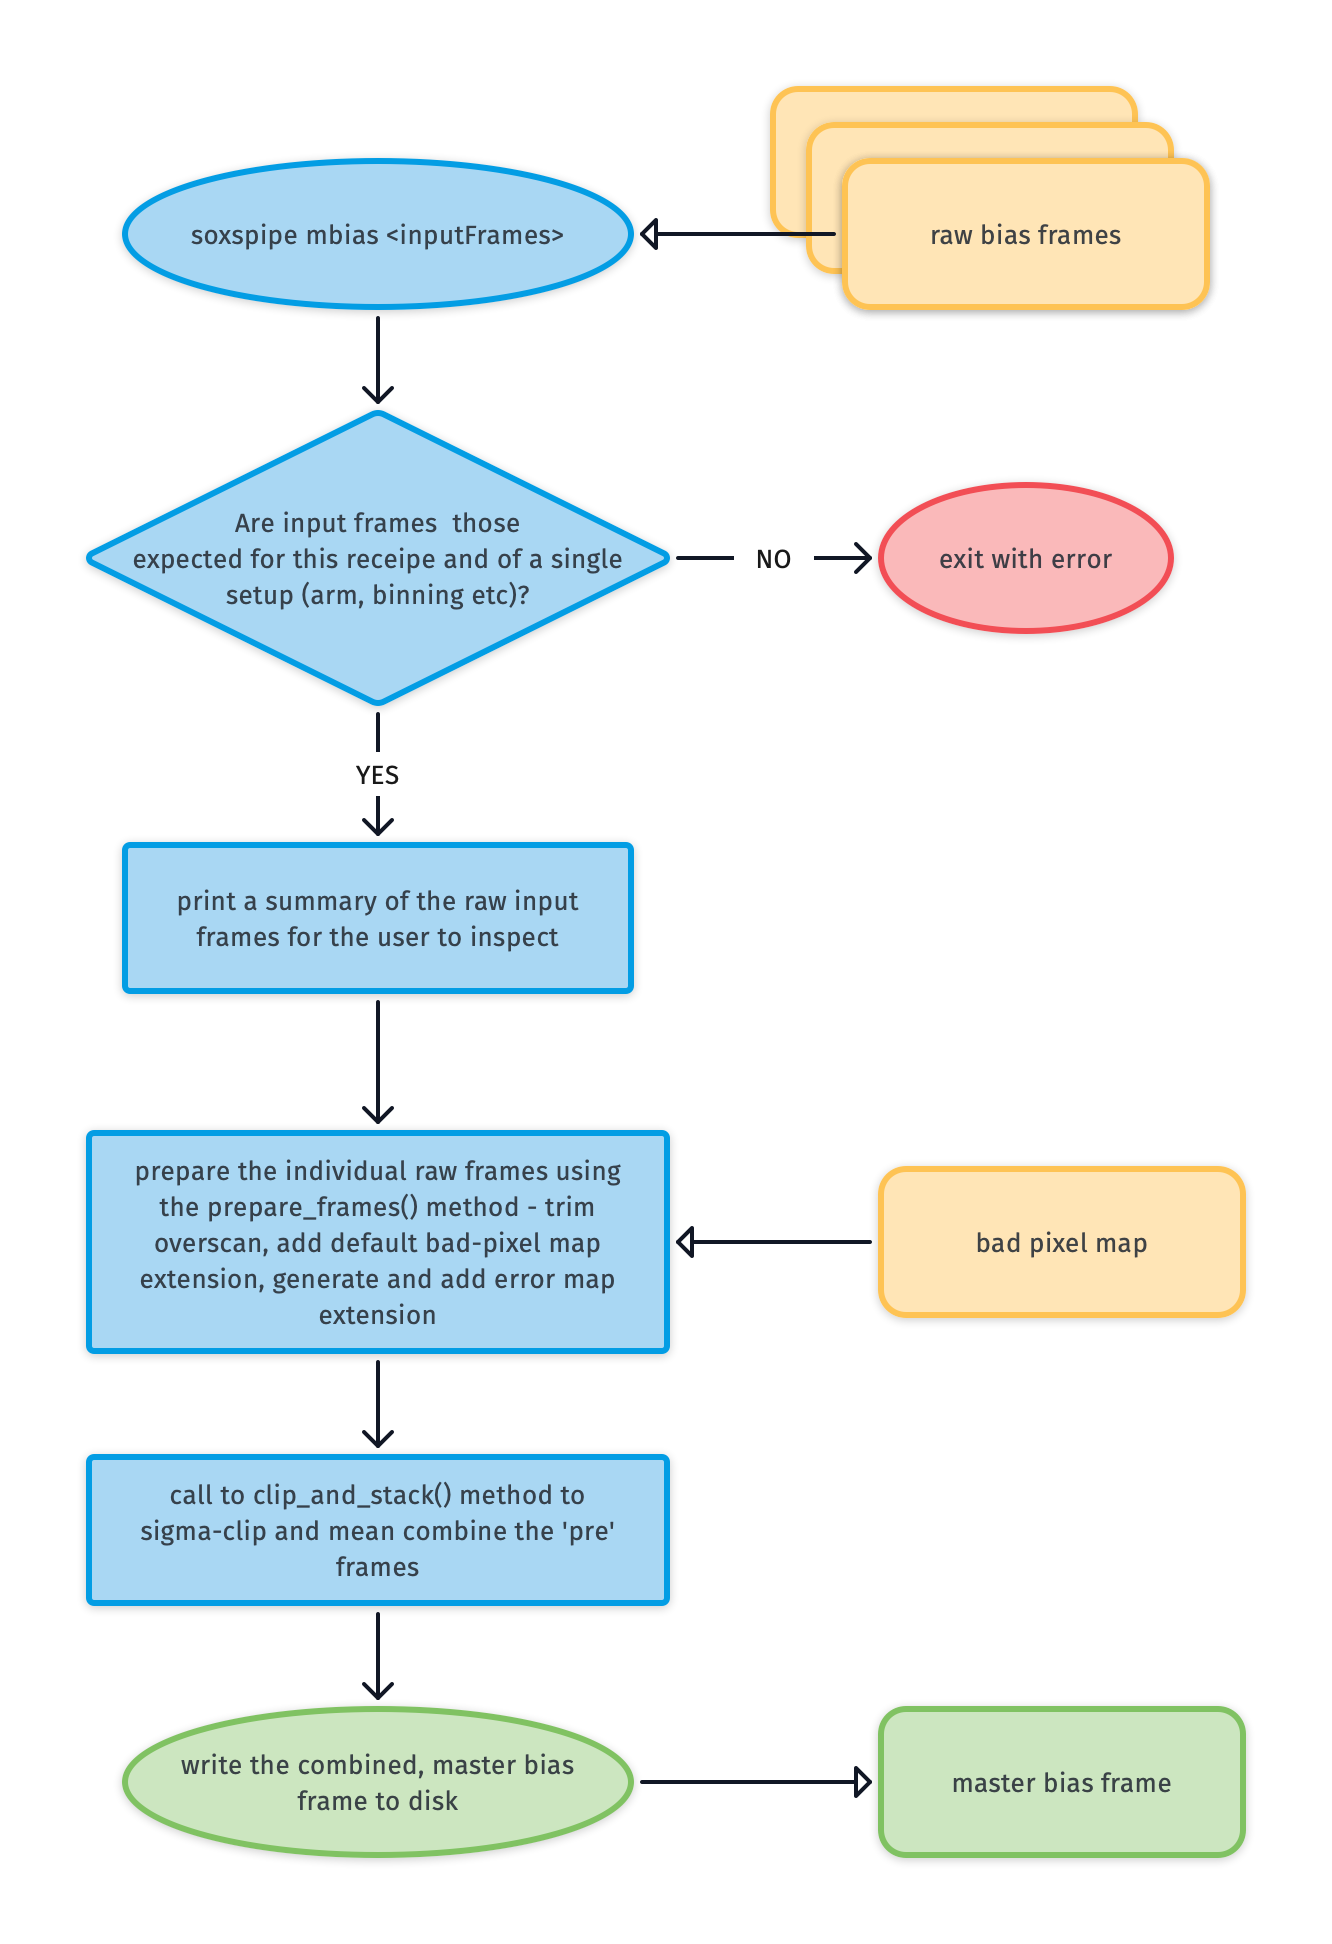 soxspipe mbias <inputFrames>
raw bias frames
Are input frames  those
expected for this receipe and of a single
setup (arm, binning etc)?
NO
exit with error
YES
print a summary of the raw input
frames for the user to inspect
prepare the individual raw frames using
the prepare_frames() method - trim
overscan, add default bad-pixel map
extension, generate and add error map
extension
bad pixel map
call to clip_and_stack() method to
sigma-clip and mean combine the 'pre'
frames
write the combined, master bias
frame to disk
master bias frame